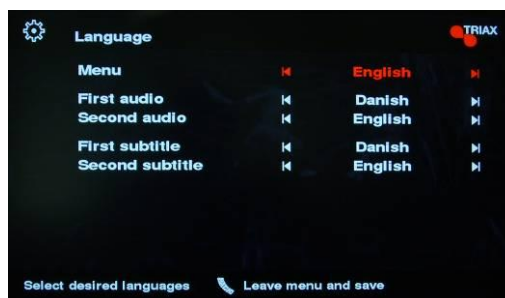 Language
TRIAX
Menu English
First audio Danish
Second audio English
First subtitle Danish
Second subtitle English
Select desired languages Leave menu and save